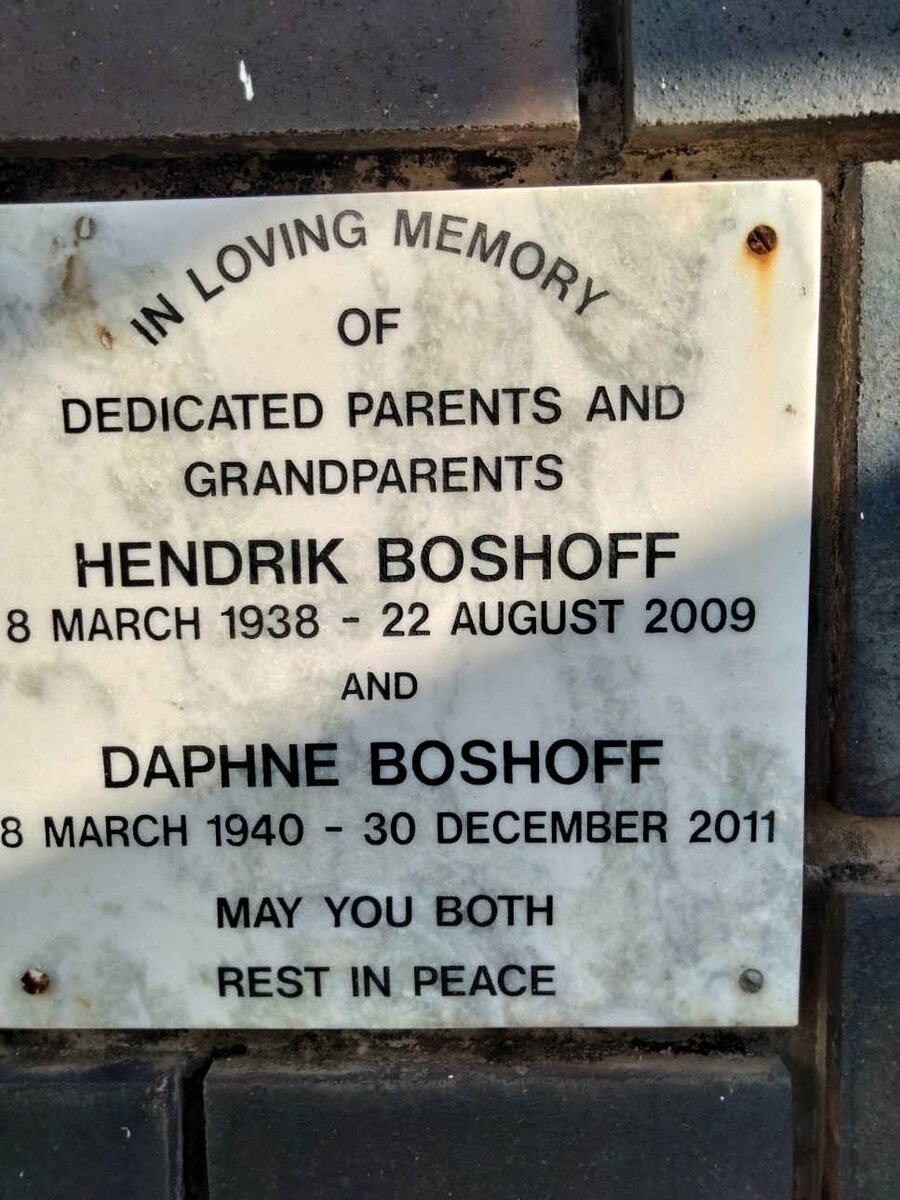 IN LOVING MEMORY
OF
DEDICATED PARENTS AND
GRANDPARENTS
HENDRIK BOSHOFF
8 MARCH 1938 - 22 AUGUST 2009
AND
DAPHNE BOSHOFF
8 MARCH 1940 - 30 DECEMBER 2011
MAY YOU BOTH
REST IN PEACE